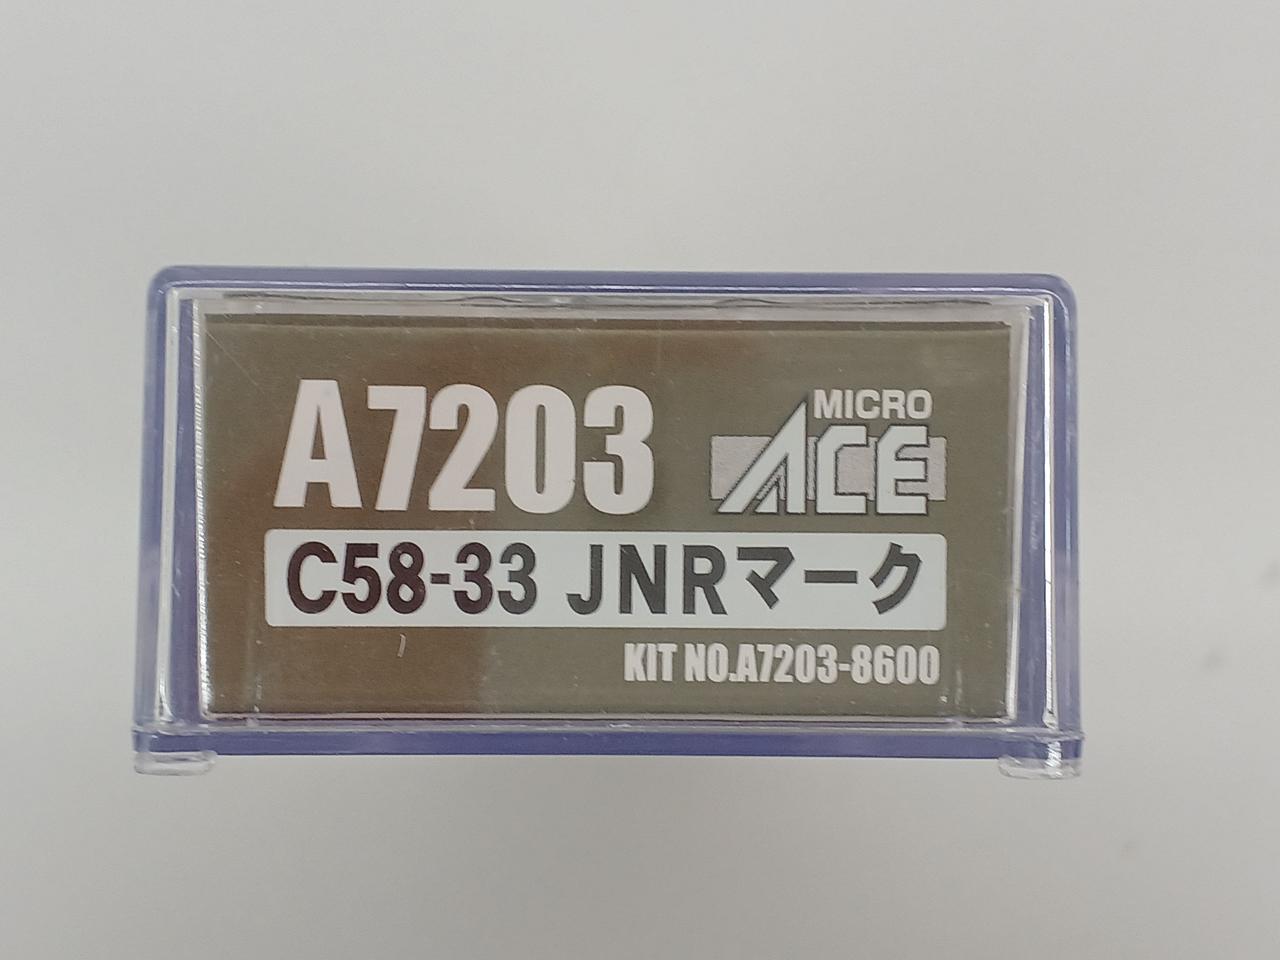 A7203
MICRO
ACE
C58-33 JNRマーク
KIT NO.A7203-8600